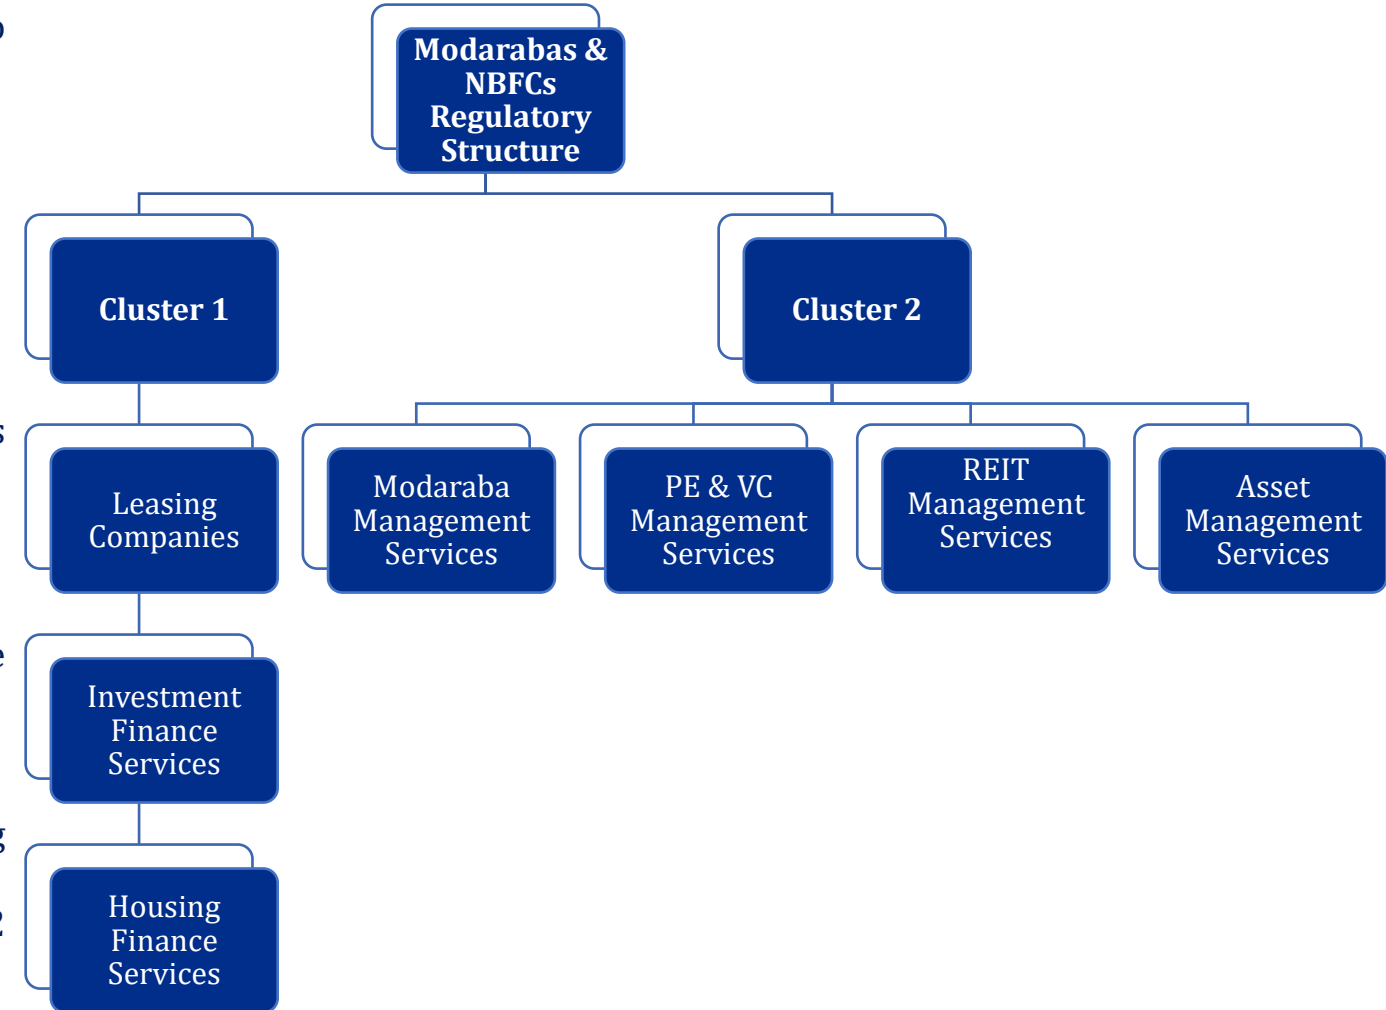 Modarabas &
NBFCs
Regulatory
Structure
Cluster 1
Cluster 2
Leasing
Companies
Modaraba
Management
Services
PE & VC
Management
Services
REIT
Management
Services
Asset
Management
Services
Investment
Finance
Services
Housing
Finance
Services